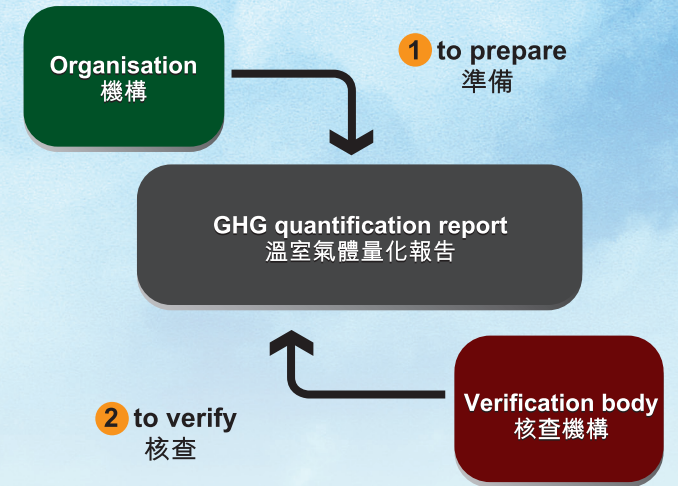 Organisation
機構
1 to prepare
準備
GHG quantification report
溫室氣體量化報告
Verification body
核查機構
2 to verify
核查